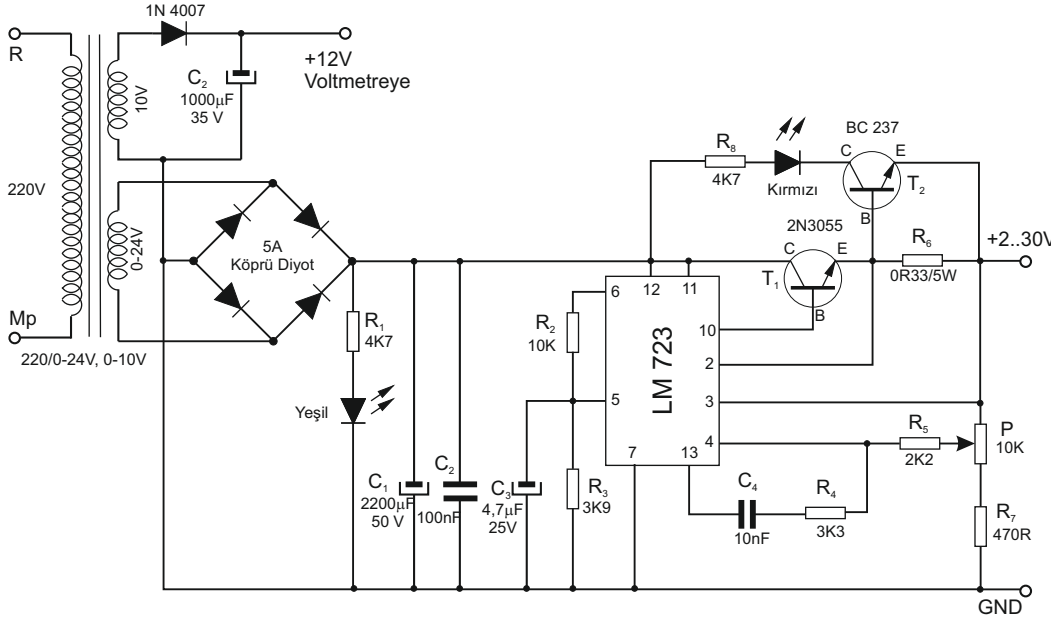 1N 4007
R
+12V
Voltmetreye
C2
1000µF
35 V
10V
220V
0-24V
5A
Köprü Diyot
Mp
220/0-24V, 0-10V
R1
4K7
Yeşil
C1
2200µF
50 V
C2
100nF
C3
4,7µF
25V
R2
10K
R3
3K9
LM 723
6
5
7
12
11
10
2
3
4
13
R8
4K7
Kırmızı
BC 237
C
E
B
T2
2N3055
C
E
B
T1
R6
0R33/5W
+2..30V
R5
2K2
P
10K
C4
10nF
R4
3K3
R7
470R
GND